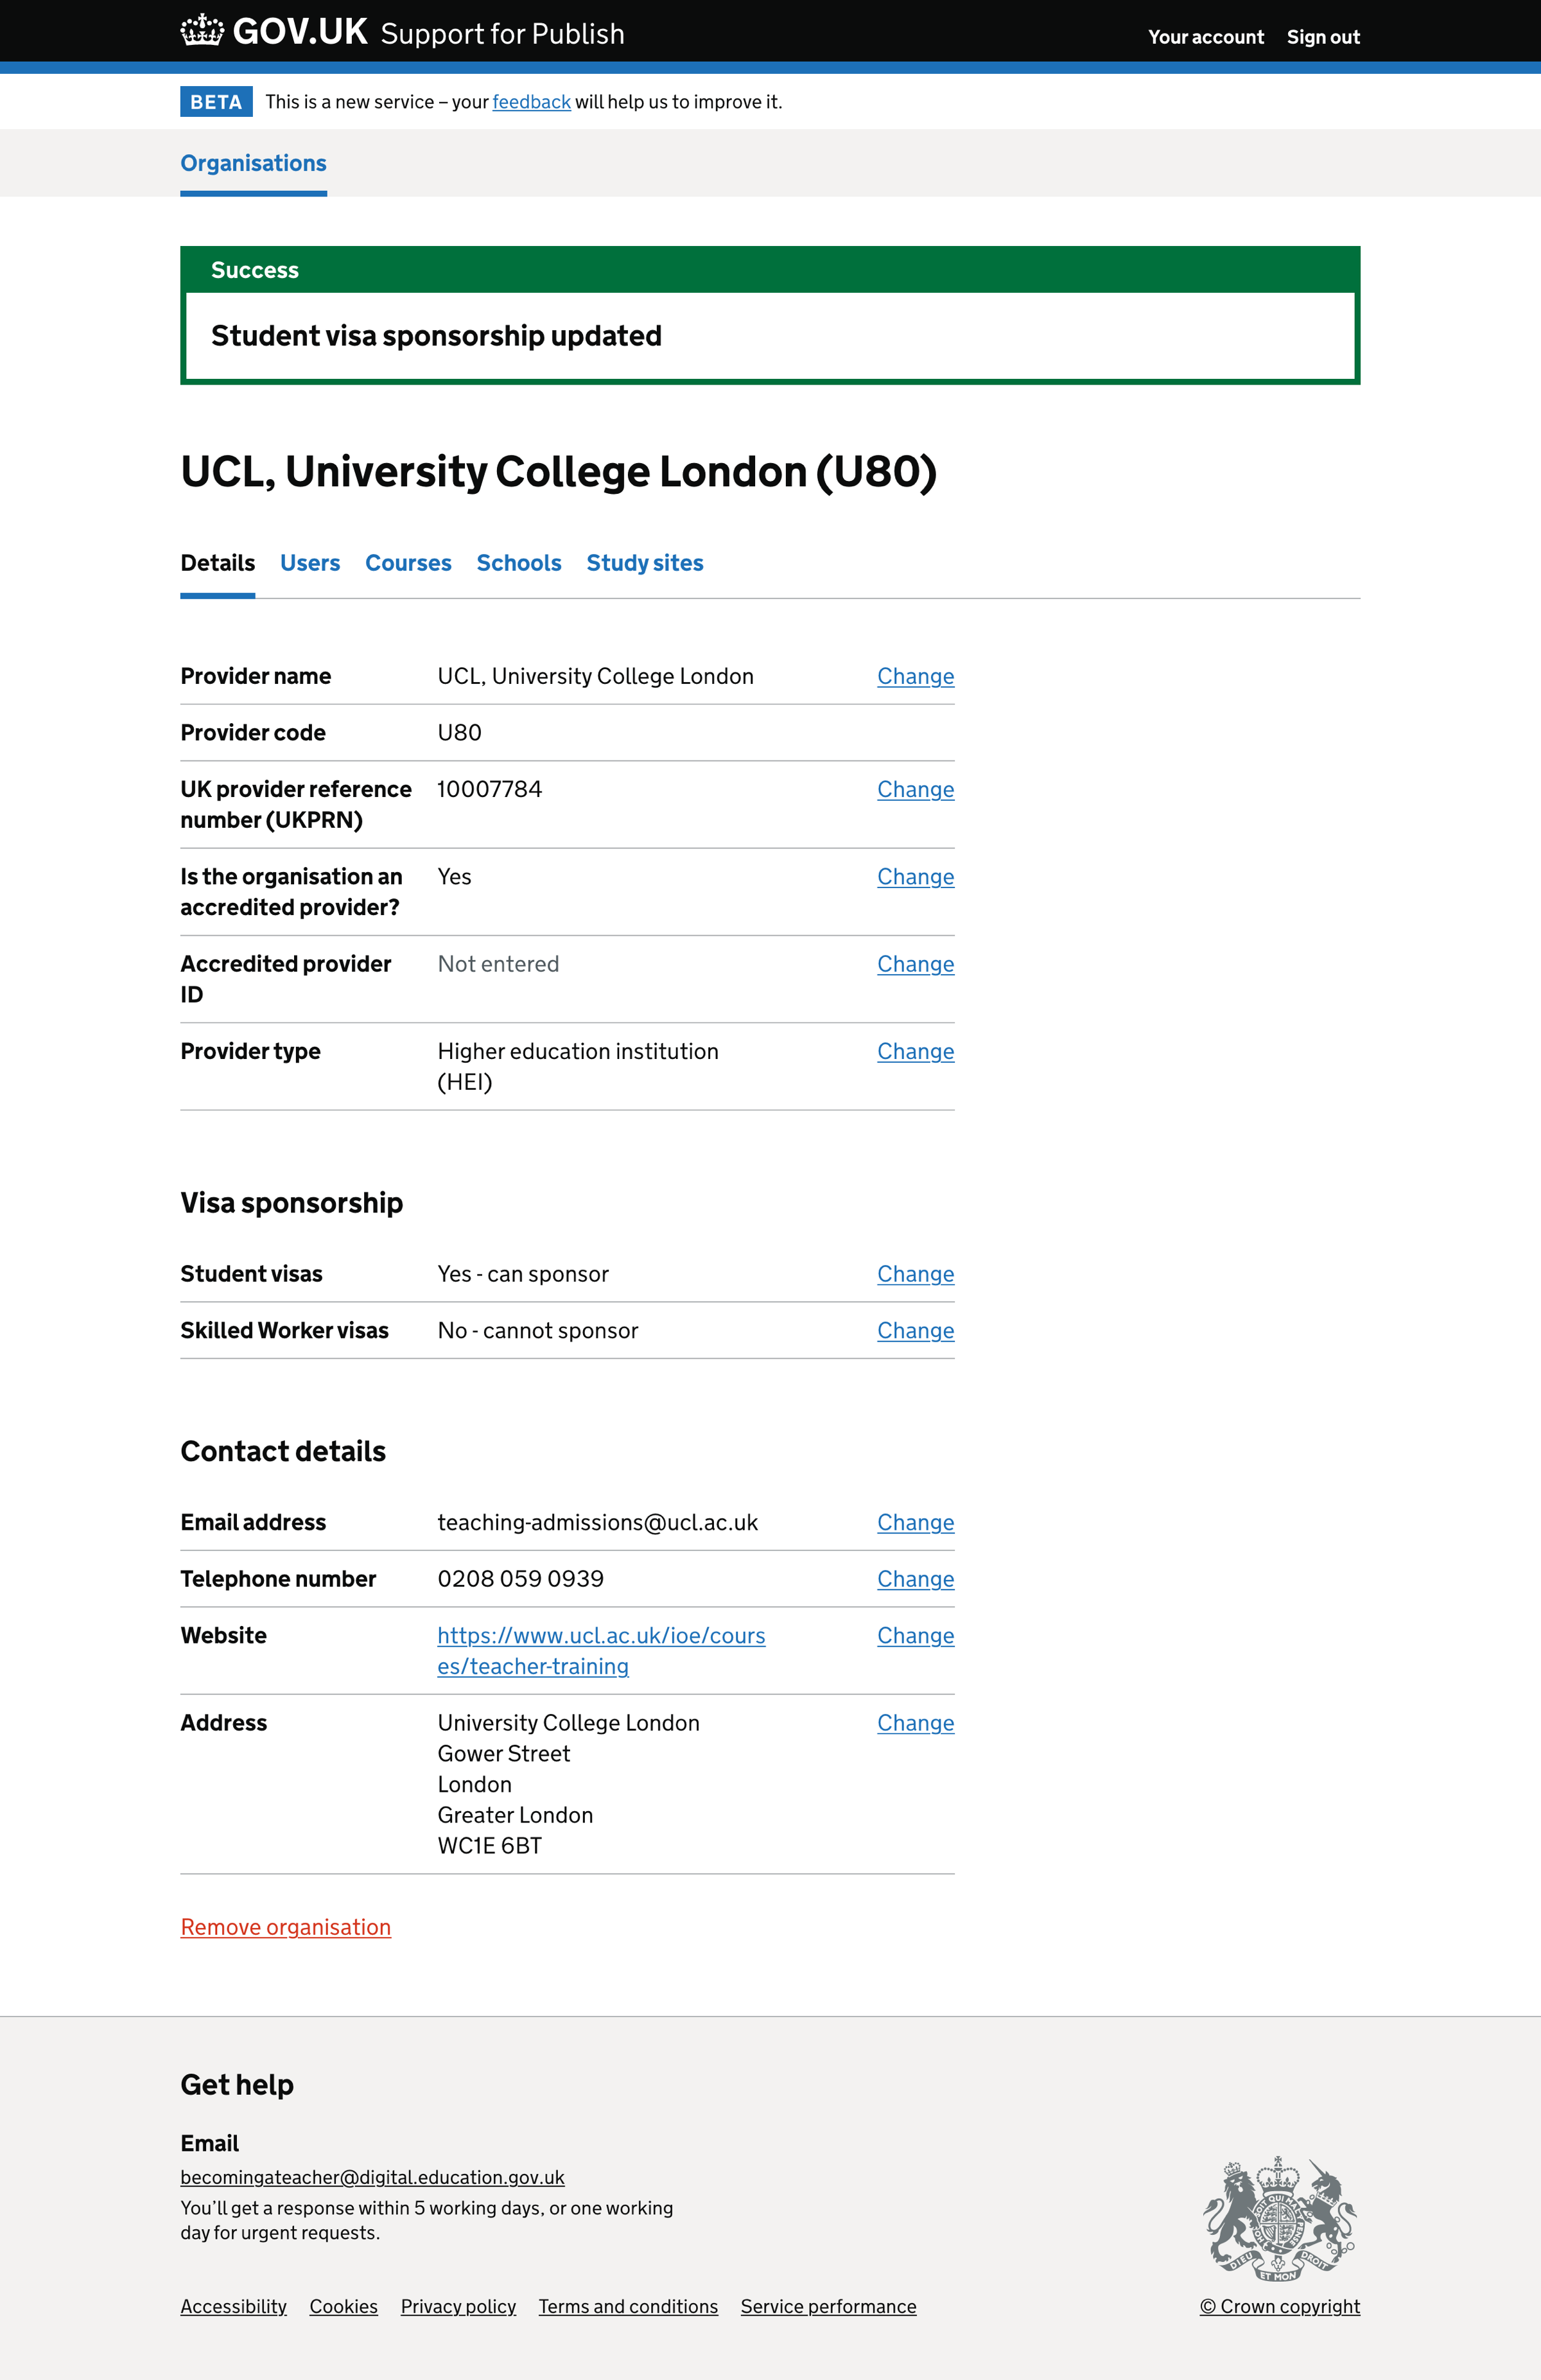 GOV.UK Support for Publish
Your account Sign out
BETA This is a new service – your feedback will help us to improve it.
Organisations
Success
Student visa sponsorship updated
UCL, University College London (U80)
Details Users Courses Schools Study sites
Provider name UCL, University College London Change
Provider code U80
UK provider reference 10007784 Change
number (UKPRN)
Is the organisation an Yes Change
accredited provider?
Accredited provider Not entered Change
ID
Provider type Higher education institution Change
(HEI)
Visa sponsorship
Student visas Yes - can sponsor Change
Skilled Worker visas No - cannot sponsor Change
Contact details
Email address teaching-admissions@ucl.ac.uk Change
Telephone number 0208 059 0939 Change
Website https://www.ucl.ac.uk/ioe/cours Change
es/teacher-training
Address University College London Change
Gower Street
London
Greater London
WC1E 6BT
Remove organisation
Get help
Email
becomingateacher@digital.education.gov.uk
You’ll get a response within 5 working days, or one working
day for urgent requests.
DIEU ET MON DROIT
Accessibility Cookies Privacy policy Terms and conditions Service performance
© Crown copyright